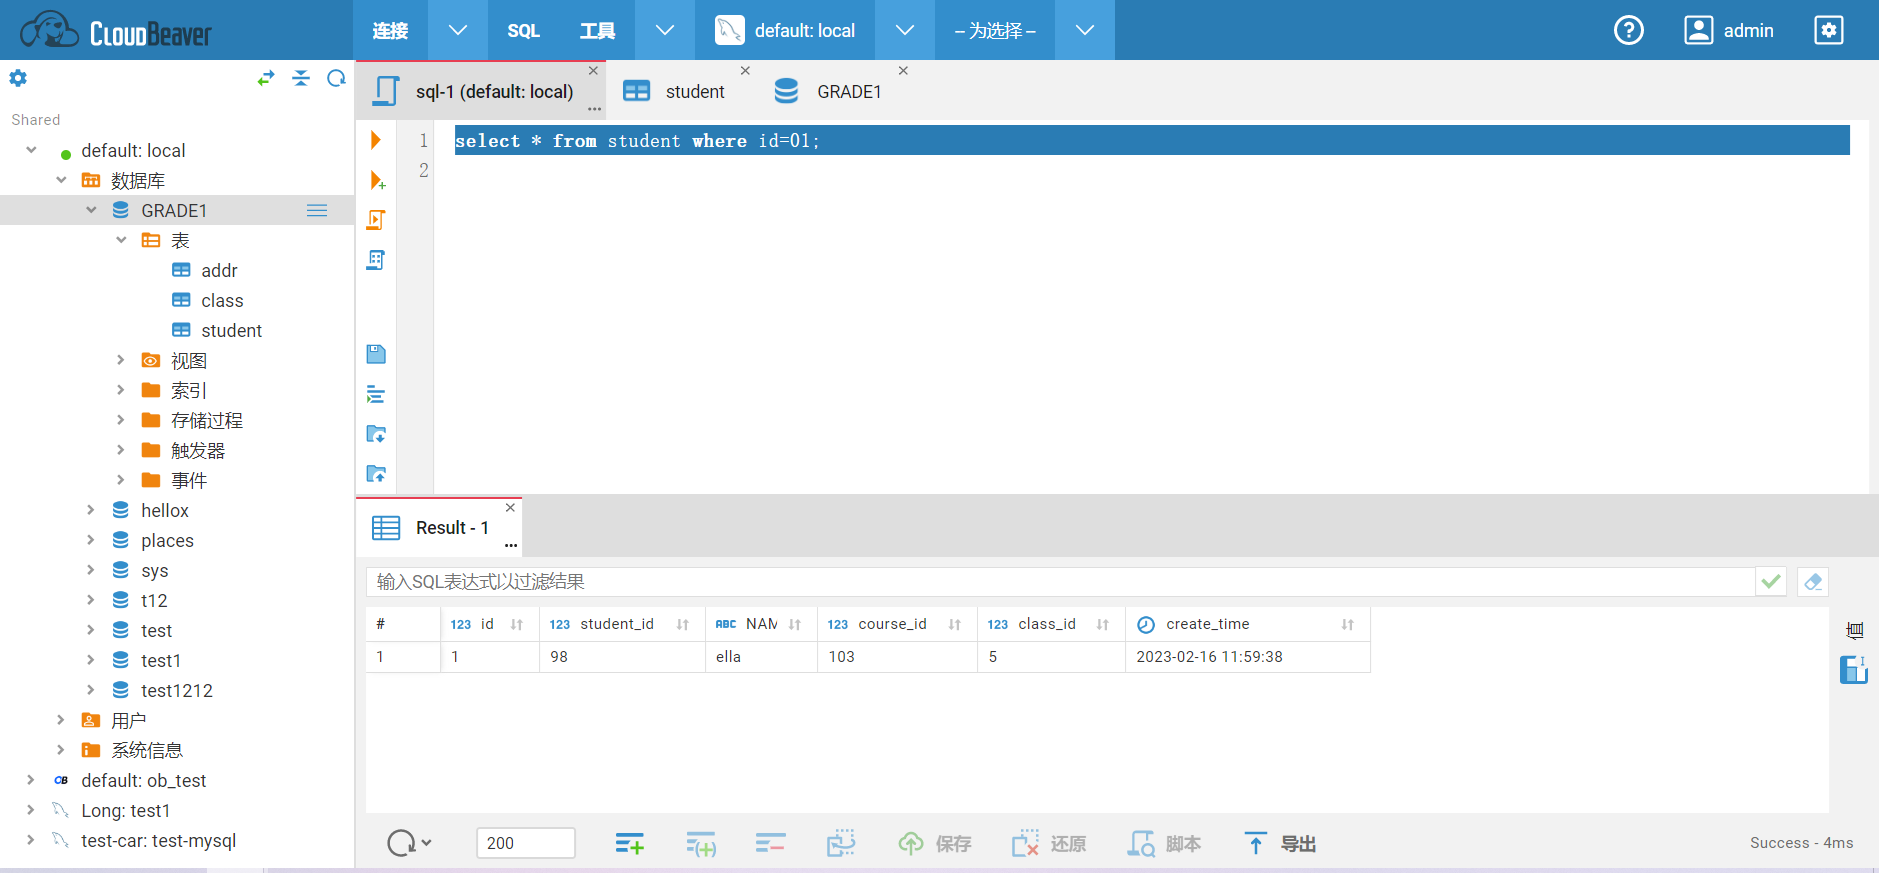 CLOUDBEAVER
连接
SQL
工具
default: local
– 为选择 –
admin
Shared
default: local
数据库
GRADE1
表
addr
class
student
视图
索引
存储过程
触发器
事件
hellox
places
sys
t12
test
test1
test1212
用户
系统信息
default: ob_test
Long: test1
test-car: test-mysql
sql-1 (default: local)
student
GRADE1
1 select * from student where id=01;
2
Result - 1
输入SQL表达式以过滤结果
# 123 id 123 student_id ABC NAM 123 course_id 123 class_id create_time
1 1 98 ella 103 5 2023-02-16 11:59:38
值
200
保存
还原
脚本
导出
Success - 4ms